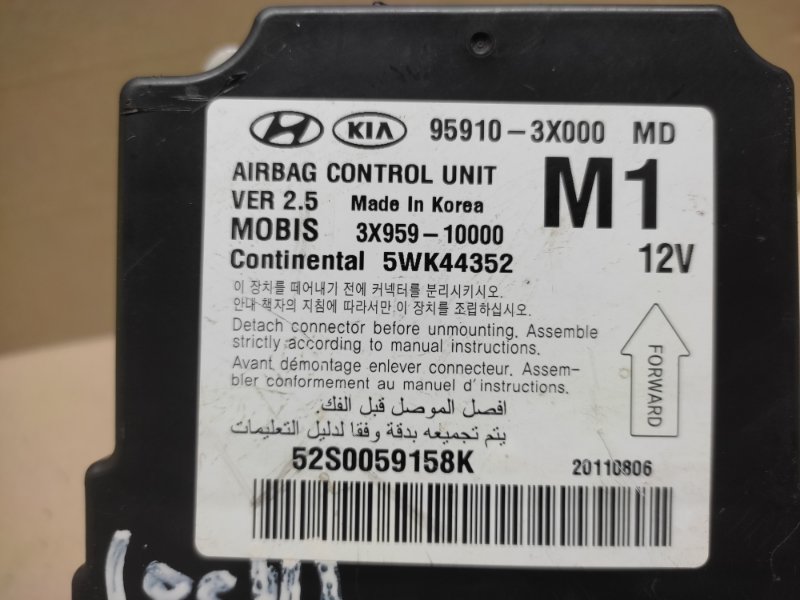 KIA 95910-3X000 MD
AIRBAG CONTROL UNIT
VER 2.5 Made In Korea
M1
MOBIS 3X959-10000
Continental 5WK44352
12V
이 장치를 떼어내기 전에 커넥터를 분리시키시오.
안내 책자의 지침에 따라서만 이 장치를 조립하십시오.
Detach connector before unmounting. Assemble
strictly according to manual instructions.
Avant démontage enlever connecteur. Assem-
bler conformement au manuel d'instructions.
FORWARD
افصل الموصل قبل الفك.
يتم تجميعه بدقة وفقا لدليل التعليمات
52S0059158K 20110806